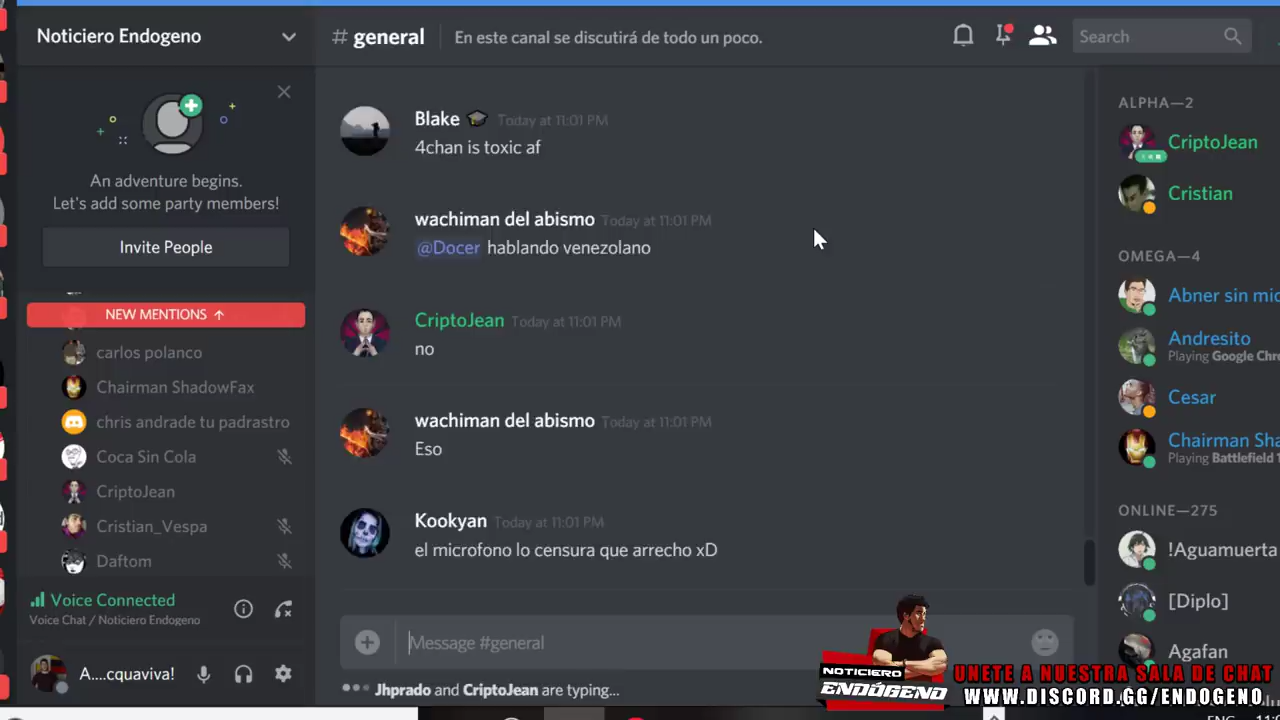 Noticiero Endogeno
# general
En este canal se discutirá de todo un poco.
Search
An adventure begins.
Let's add some party members!
Invite People
NEW MENTIONS ↑
carlos polanco
Chairman ShadowFax
chris andrade tu padrastro
Coca Sin Cola
CriptoJean
Cristian_Vespa
Daftom
Voice Connected
Voice Chat / Noticiero Endogeno
A....cquaviva!
Blake 🎓 Today at 11:01 PM
4chan is toxic af
wachiman del abismo Today at 11:01 PM
@Docer hablando venezolano
CriptoJean Today at 11:01 PM
no
wachiman del abismo Today at 11:01 PM
Eso
Kookyan Today at 11:01 PM
el microfono lo censura que arrecho xD
Message #general
Jhprado and CriptoJean are typing...
ALPHA—2
CriptoJean
Cristian
OMEGA—4
Abner sin mic
Andresito
Playing Google Chro
Cesar
Chairman Sha
Playing Battlefield 1
ONLINE—275
!Aguamuerta
[Diplo]
Agafan
NOTICIERO
ENDÓGENO
UNETE A NUESTRA SALA DE CHAT
WWW.DISCORD.GG/ENDOGENO